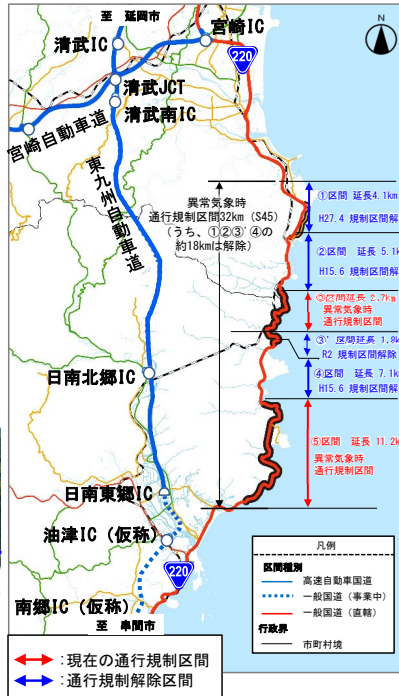 至 延岡市
N
清武IC
宮崎IC
220
清武JCT
清武南IC
宮崎自動車道
東九州自動車道
異常気象時
通行規制区間32km (S45)
(うち、①②③'④の
約18kmは解除)
①区間 延長4.1km
H27.4 規制区間解
②区間 延長 5.1k
H15.6 規制区間解
③区間延長 2.7km
異常気象時
通行規制区間
③' 区間延長 1.8k
R2 規制区間解除
④区間 延長 7.1k
H15.6 規制区間解
日南北郷IC
⑤区間 延長 11.2k
異常気象時
通行規制区間
日南東郷IC
油津IC(仮称)
220
南郷IC(仮称)
至 串間市
凡例
区間種別
高速自動車国道
一般国道(事業中)
一般国道(直轄)
行政界
市町村境
:現在の通行規制区間
:通行規制解除区間